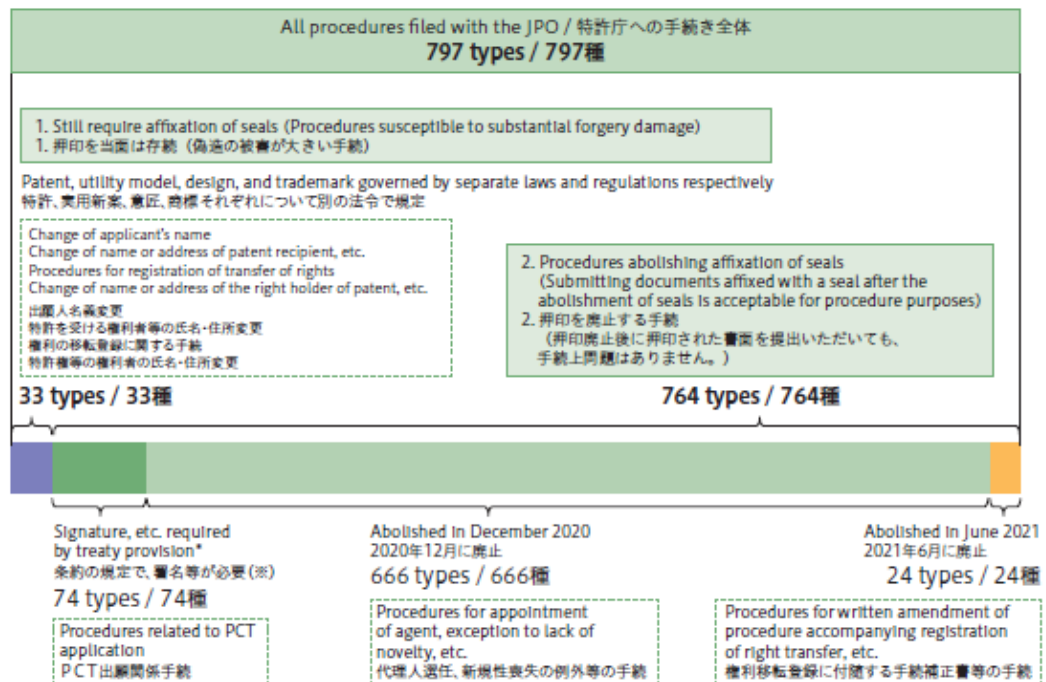 All procedures filed with the JPO / 特許庁への手続き全体
797 types / 797種
1. Still require affixation of seals (Procedures susceptible to substantial forgery damage)
1. 押印を当面は存続（偽造の被害が大きい手続）
Patent, utility model, design, and trademark governed by separate laws and regulations respectively
特許、実用新案、意匠、商標それぞれについて別の法令で規定
Change of applicant's name
Change of name or address of patent recipient, etc.
Procedures for registration of transfer of rights
Change of name or address of the right holder of patent, etc.
出願人名義変更
特許を受ける権利者等の氏名・住所変更
権利の移転登録に関する手続
特許権等の権利者の氏名・住所変更
33 types / 33種
2. Procedures abolishing affixation of seals
(Submitting documents affixed with a seal after the
abolishment of seals is acceptable for procedure purposes)
2. 押印を廃止する手続
（押印廃止後に押印された書面を提出いただいても、
手続上問題はありません。）
764 types / 764種
Signature, etc. required
by treaty provision*
条約の規定で、署名等が必要（※）
74 types / 74種
Procedures related to PCT
application
PCT出願関係手続
Abolished in December 2020
2020年12月に廃止
666 types / 666種
Procedures for appointment
of agent, exception to lack of
novelty, etc.
代理人選任、新規性喪失の例外等の手続
Abolished in June 2021
2021年6月に廃止
24 types / 24種
Procedures for written amendment of
procedure accompanying registration
of right transfer, etc.
権利移転登録に付随する手続補正書等の手続